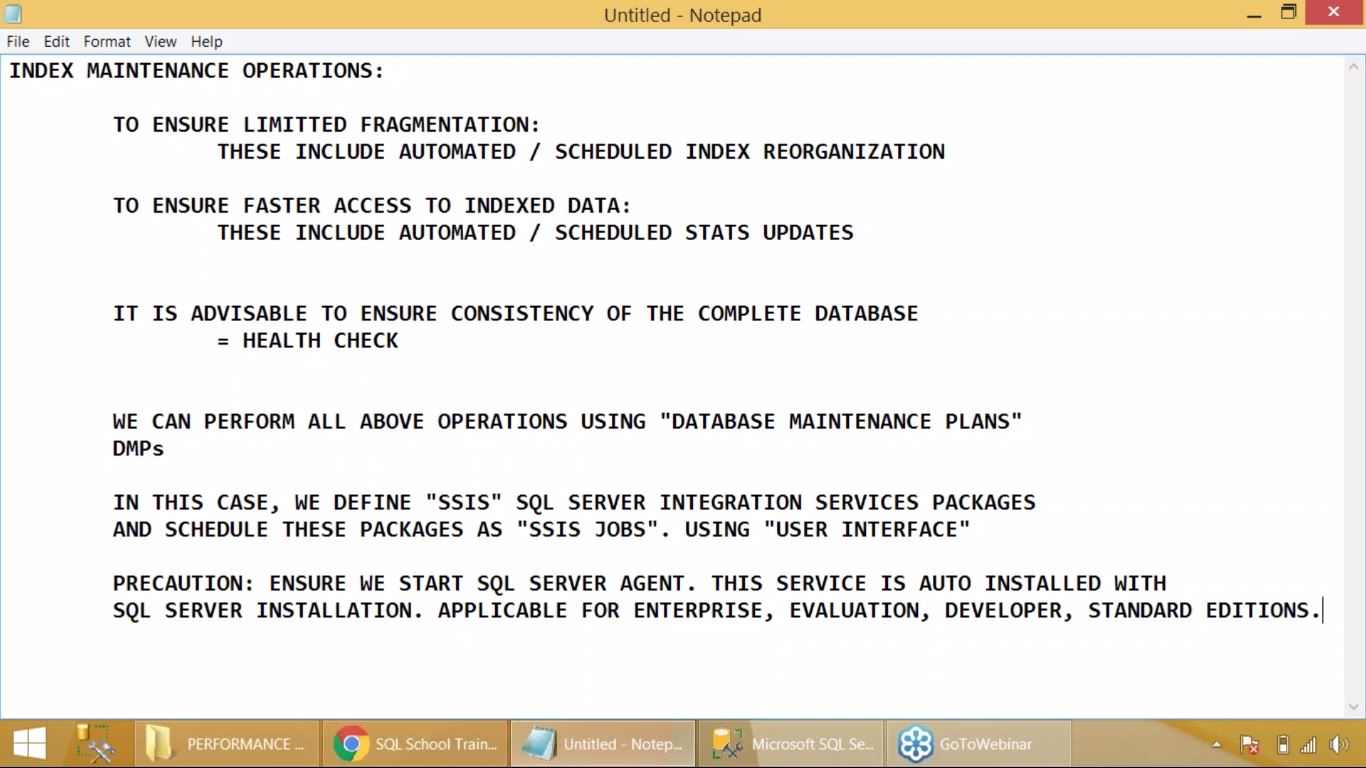 Untitled - Notepad
File Edit Format View Help
INDEX MAINTENANCE OPERATIONS:
TO ENSURE LIMITTED FRAGMENTATION:
THESE INCLUDE AUTOMATED / SCHEDULED INDEX REORGANIZATION
TO ENSURE FASTER ACCESS TO INDEXED DATA:
THESE INCLUDE AUTOMATED / SCHEDULED STATS UPDATES
IT IS ADVISABLE TO ENSURE CONSISTENCY OF THE COMPLETE DATABASE
= HEALTH CHECK
WE CAN PERFORM ALL ABOVE OPERATIONS USING "DATABASE MAINTENANCE PLANS"
DMPs
IN THIS CASE, WE DEFINE "SSIS" SQL SERVER INTEGRATION SERVICES PACKAGES
AND SCHEDULE THESE PACKAGES AS "SSIS JOBS". USING "USER INTERFACE"
PRECAUTION: ENSURE WE START SQL SERVER AGENT. THIS SERVICE IS AUTO INSTALLED WITH
SQL SERVER INSTALLATION. APPLICABLE FOR ENTERPRISE, EVALUATION, DEVELOPER, STANDARD EDITIONS.
PERFORMANCE ... SQL School Train... Untitled - Notep... Microsoft SQL Se... GoToWebinar